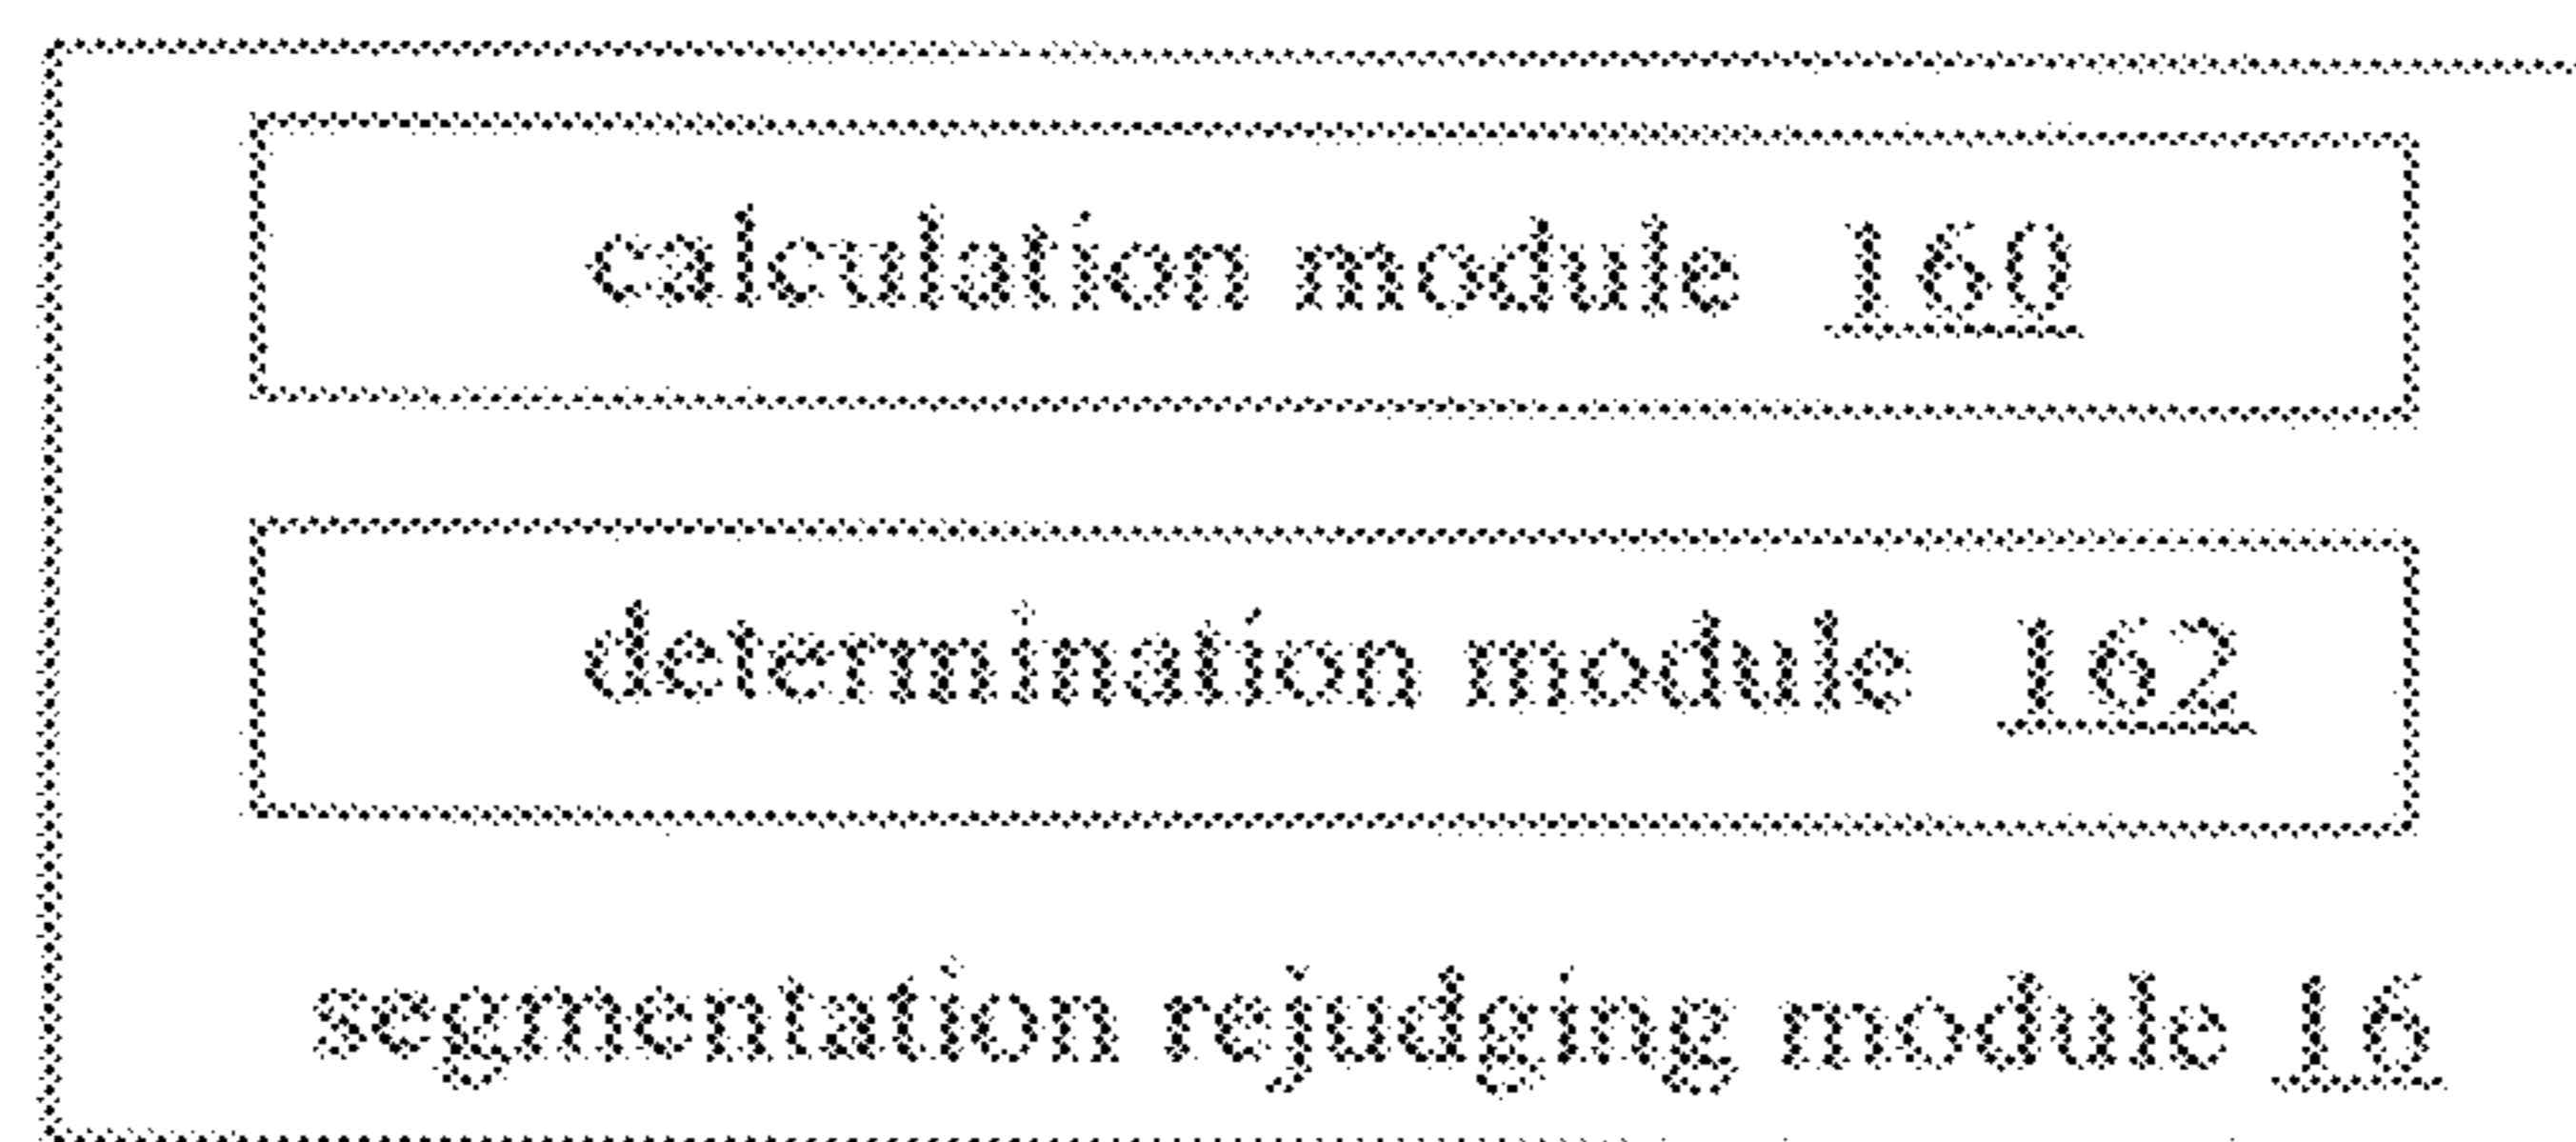 calculation module 160
determination module 162
segmentation rejudging module 16